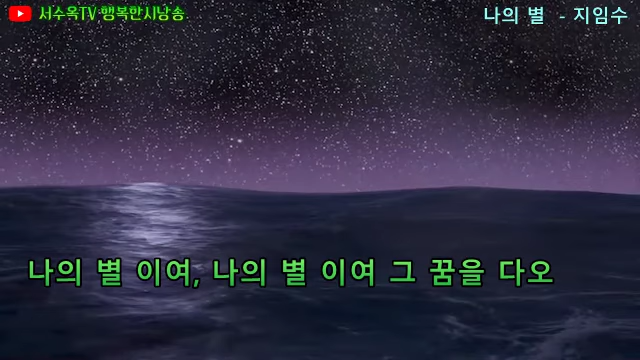 서수옥TV 행복한시낭송
나의 별 - 지임수
나의 별 이여, 나의 별 이여 그 꿈을 다오